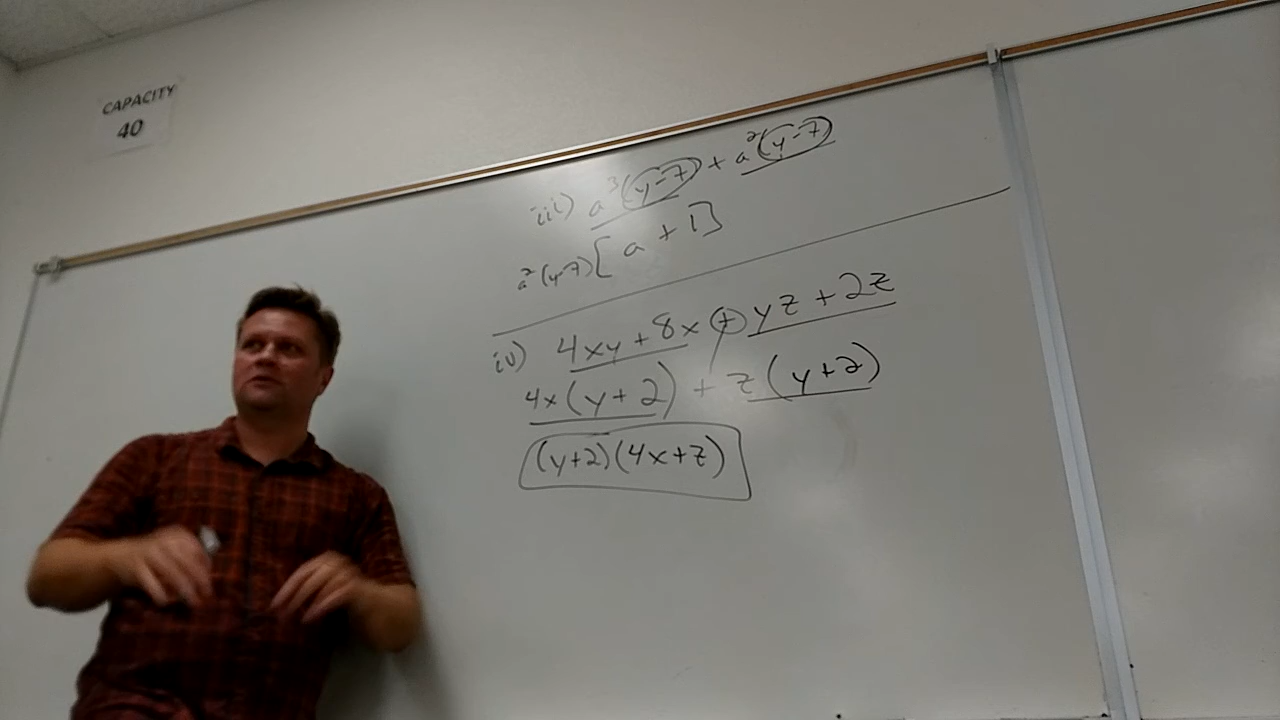 CAPACITY
40
iii) a³(y-7) + a²(y-7)
a²(y-7)[a + 1]
iv) 4xy + 8x + yz + 2z
4x(y+2) + z(y+2)
(y+2)(4x+z)